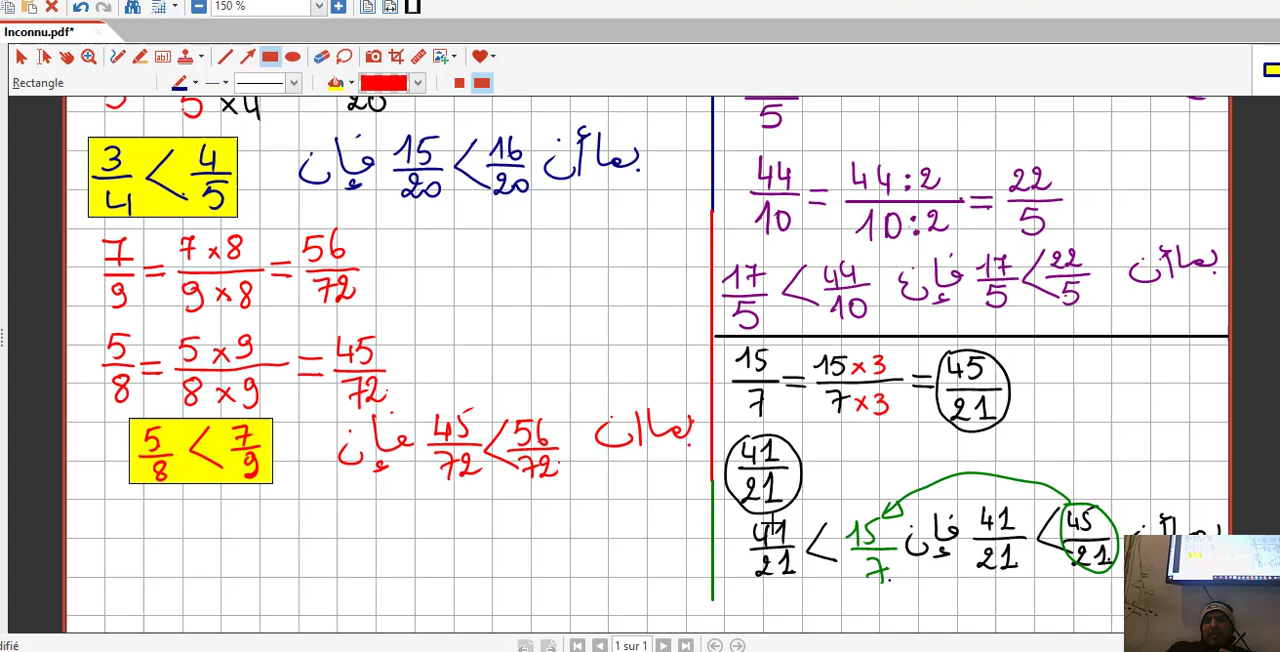 150 %
Inconnu.pdf*
Rectangle
5 × 4 20
بما أن 16/20 > 15/20 فإن 3/4 < 4/5
7/9 = 7 × 8 / 9 × 8 = 56/72
5/8 = 5 × 9 / 8 × 9 = 45/72
بما أن 56/72 > 45/72 فإن 5/8 < 7/9
5
44/10 = 44 : 2 / 10 : 2 = 22/5
بما أن 22/5 > 17/5 فإن 17/5 < 44/10
15/7 = 15 × 3 / 7 × 3 = 45/21
41/21
45/21 > 41/21 فإن 41/21 < 15/7
1 sur 1
ifié